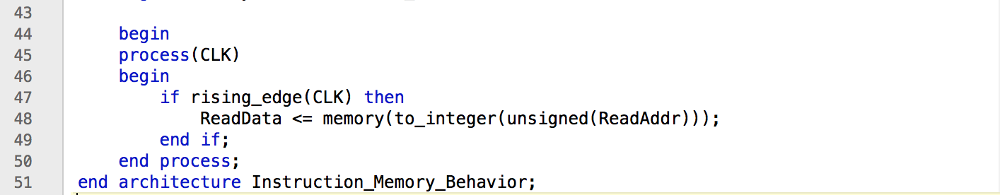 43
44 begin
45 process(CLK)
46 begin
47 if rising_edge(CLK) then
48 ReadData <= memory(to_integer(unsigned(ReadAddr)));
49 end if;
50 end process;
51 end architecture Instruction_Memory_Behavior;